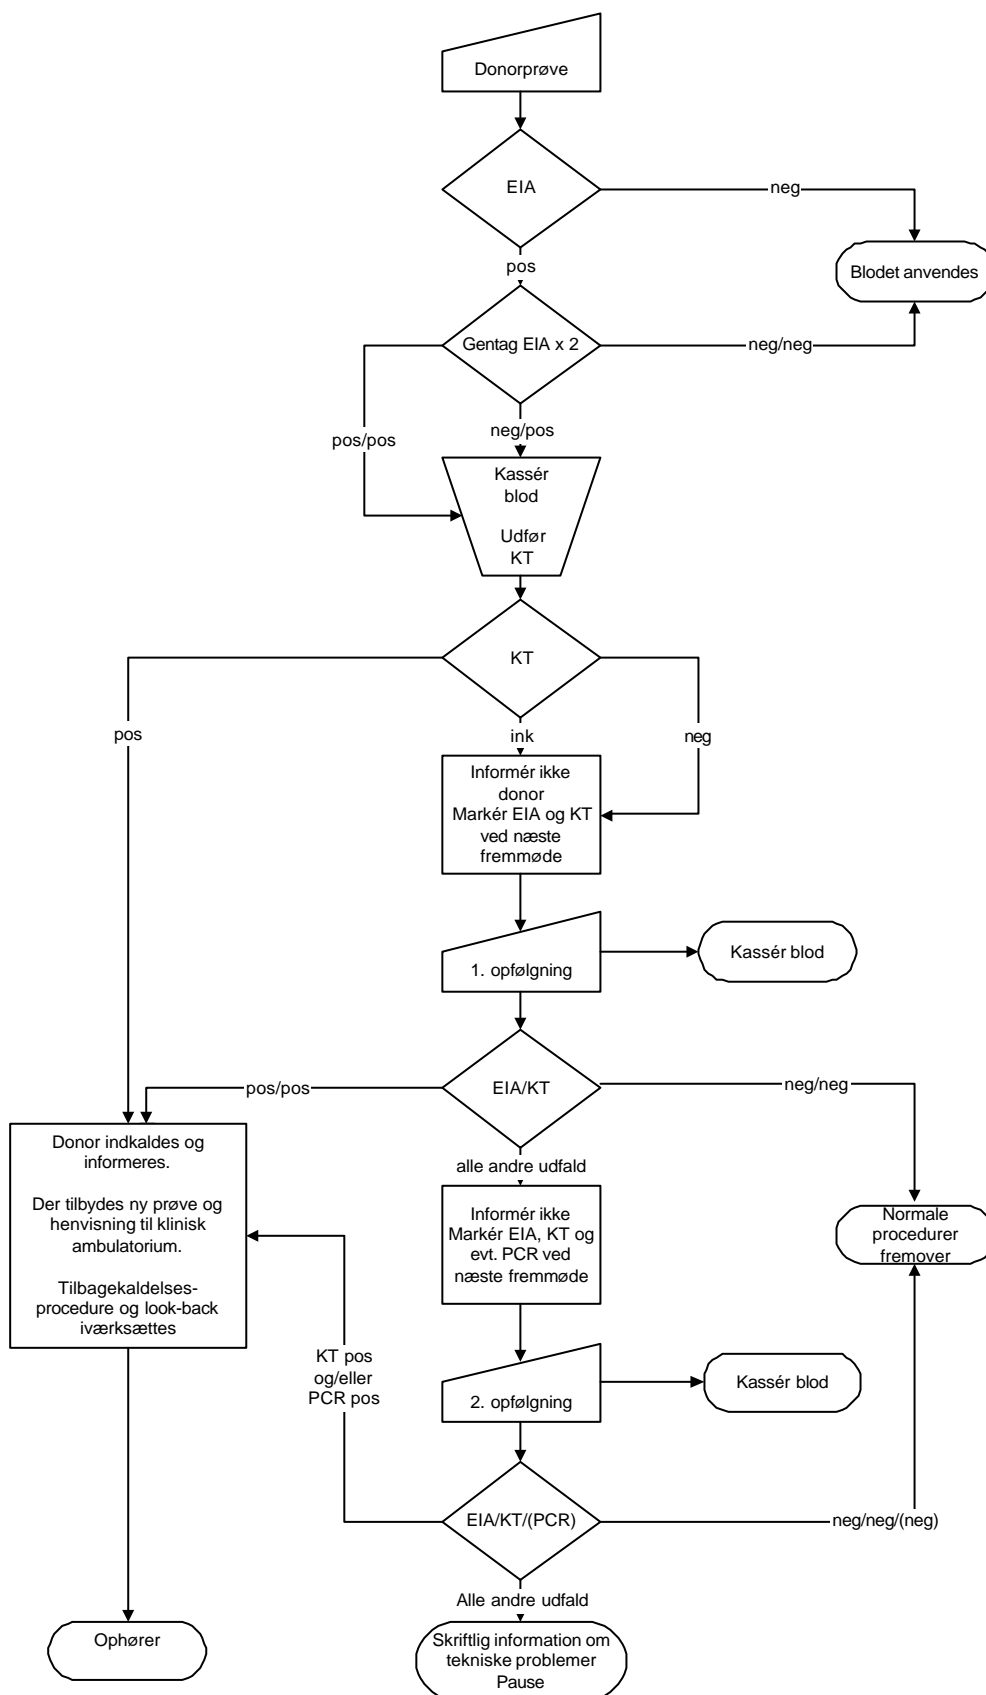 Donorprøve
EIA
neg
pos
Blodet anvendes
Gentag EIA x 2
neg/neg
pos/pos
neg/pos
Kassér
blod
Udfør
KT
KT
pos
ink
neg
Informér ikke
donor
Markér EIA og KT
ved næste
fremmøde
1. opfølgning
Kassér blod
EIA/KT
pos/pos
neg/neg
alle andre udfald
Donor indkaldes og
informeres.
Der tilbydes ny prøve og
henvisning til klinisk
ambulatorium.
Tilbagekaldelses-
procedure og look-back
iværksættes
Informér ikke
Markér EIA, KT og
evt. PCR ved
næste fremmøde
Normale
procedurer
fremover
KT pos
og/eller
PCR pos
2. opfølgning
Kassér blod
EIA/KT/(PCR)
neg/neg/(neg)
Alle andre udfald
Ophører
Skriftlig information om
tekniske problemer
Pause